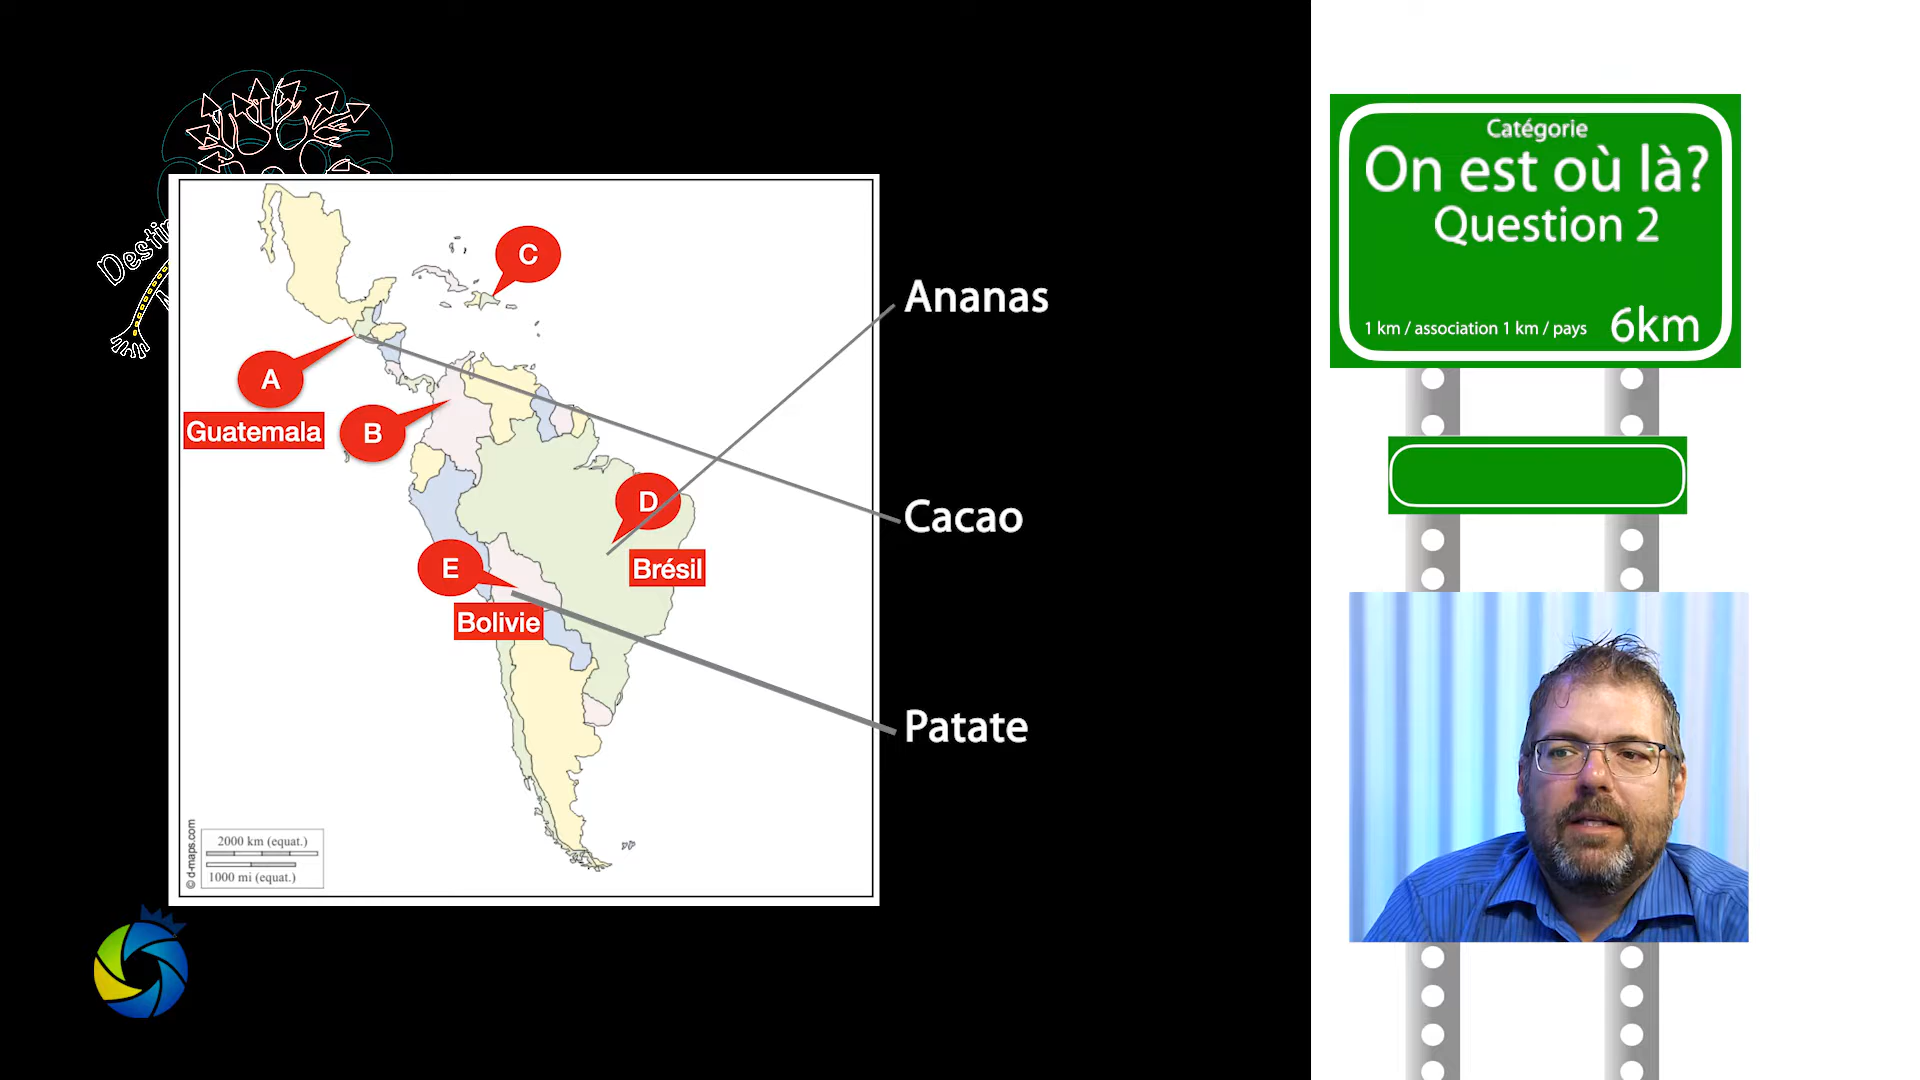 Destin
C
A
Guatemala
B
D
Brésil
E
Bolivie
© d-maps.com
2000 km (equat.)
1000 mi (equat.)
Ananas
Cacao
Patate
Catégorie
On est où là?
Question 2
1 km / association 1 km / pays 6km